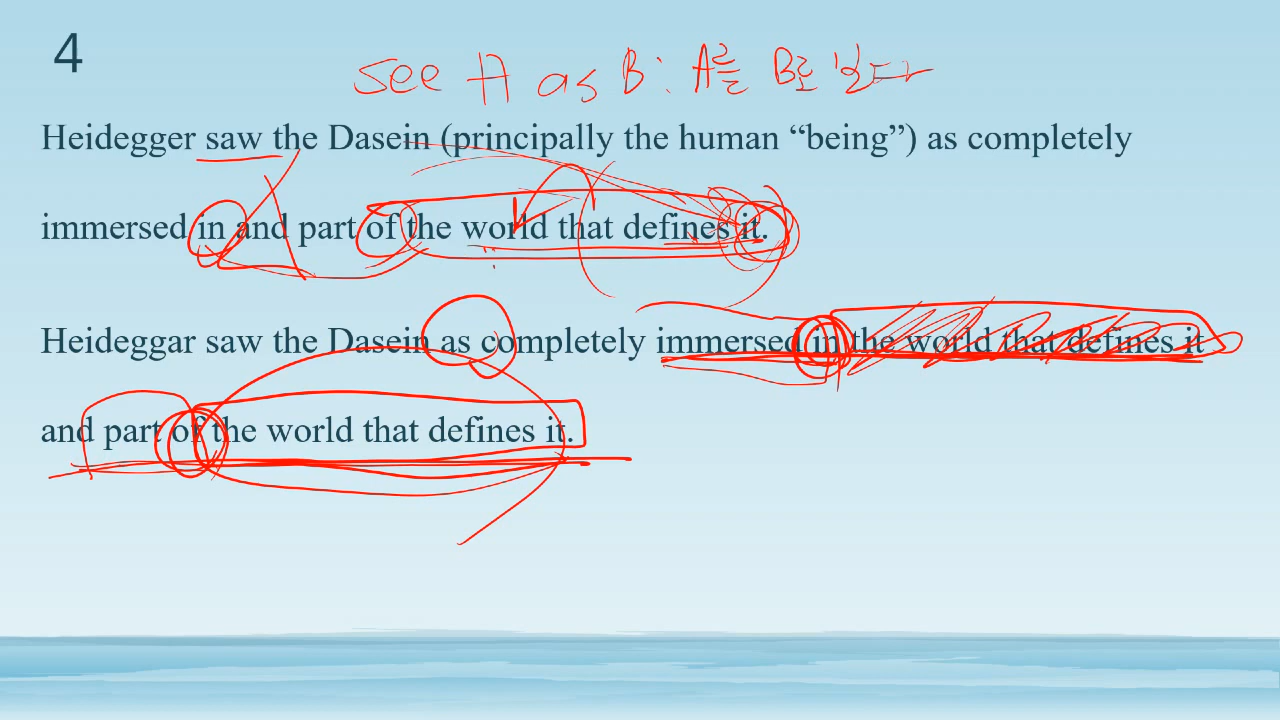 4
see A as B : A를 B로 보다
Heidegger saw the Dasein (principally the human “being”) as completely
immersed in and part of the world that defines it.
Heideggar saw the Dasein as completely immersed in the world that defines it
and part of the world that defines it.